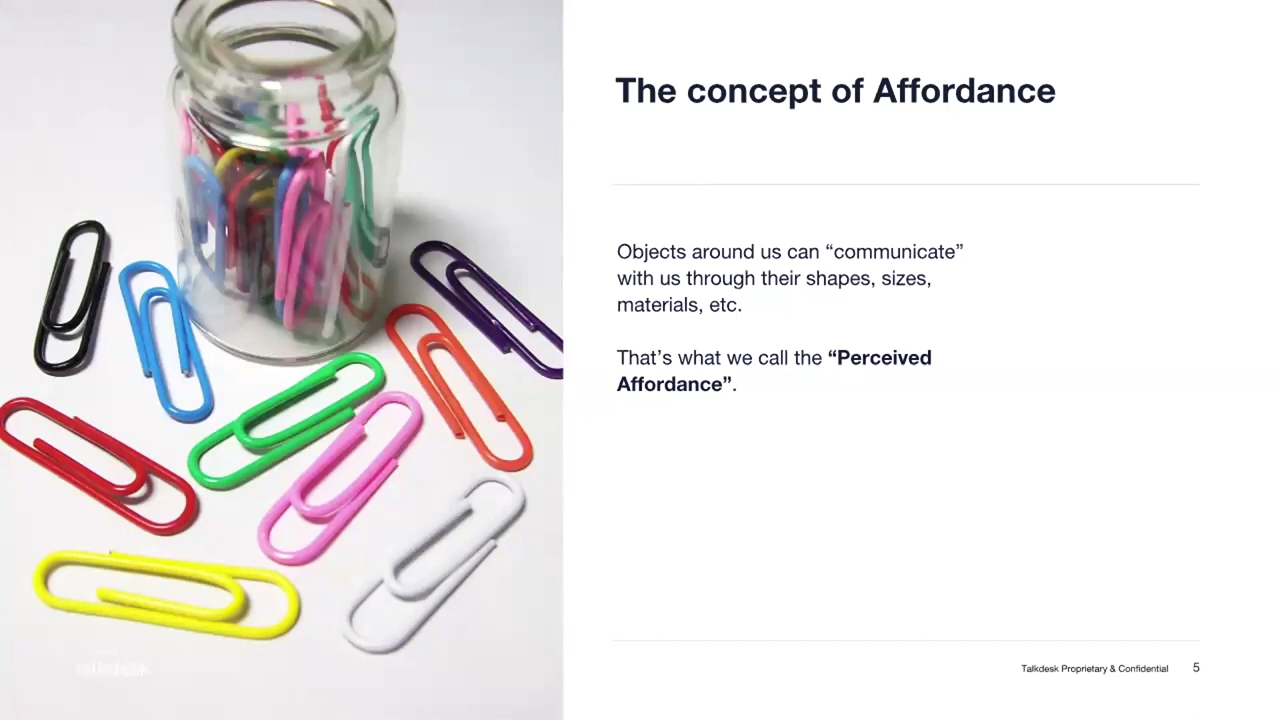 The concept of Affordance
Objects around us can “communicate”
with us through their shapes, sizes,
materials, etc.
That’s what we call the “Perceived
Affordance”.
talkdesk
Talkdesk Proprietary & Confidential
5